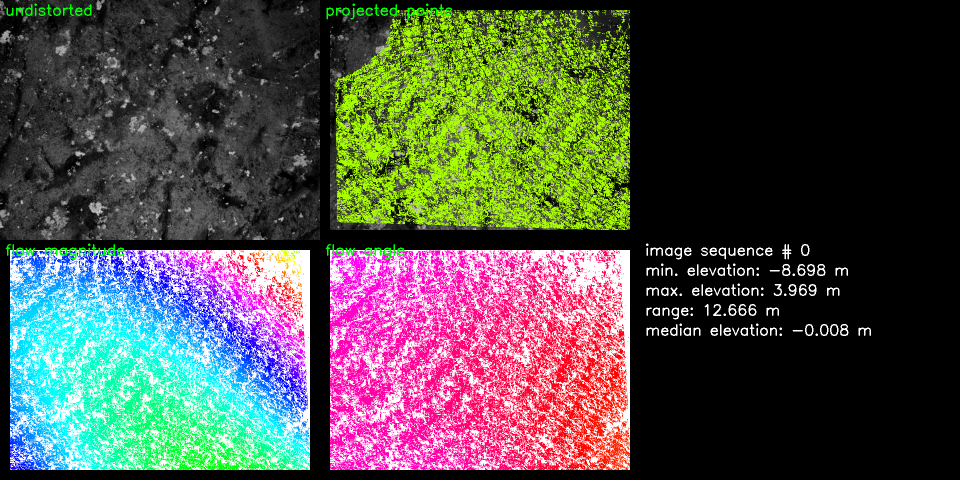 undistorted
projected points
flow magnitude
flow angle
image sequence # 0
min. elevation: -8.698 m
max. elevation: 3.969 m
range: 12.666 m
median elevation: -0.008 m